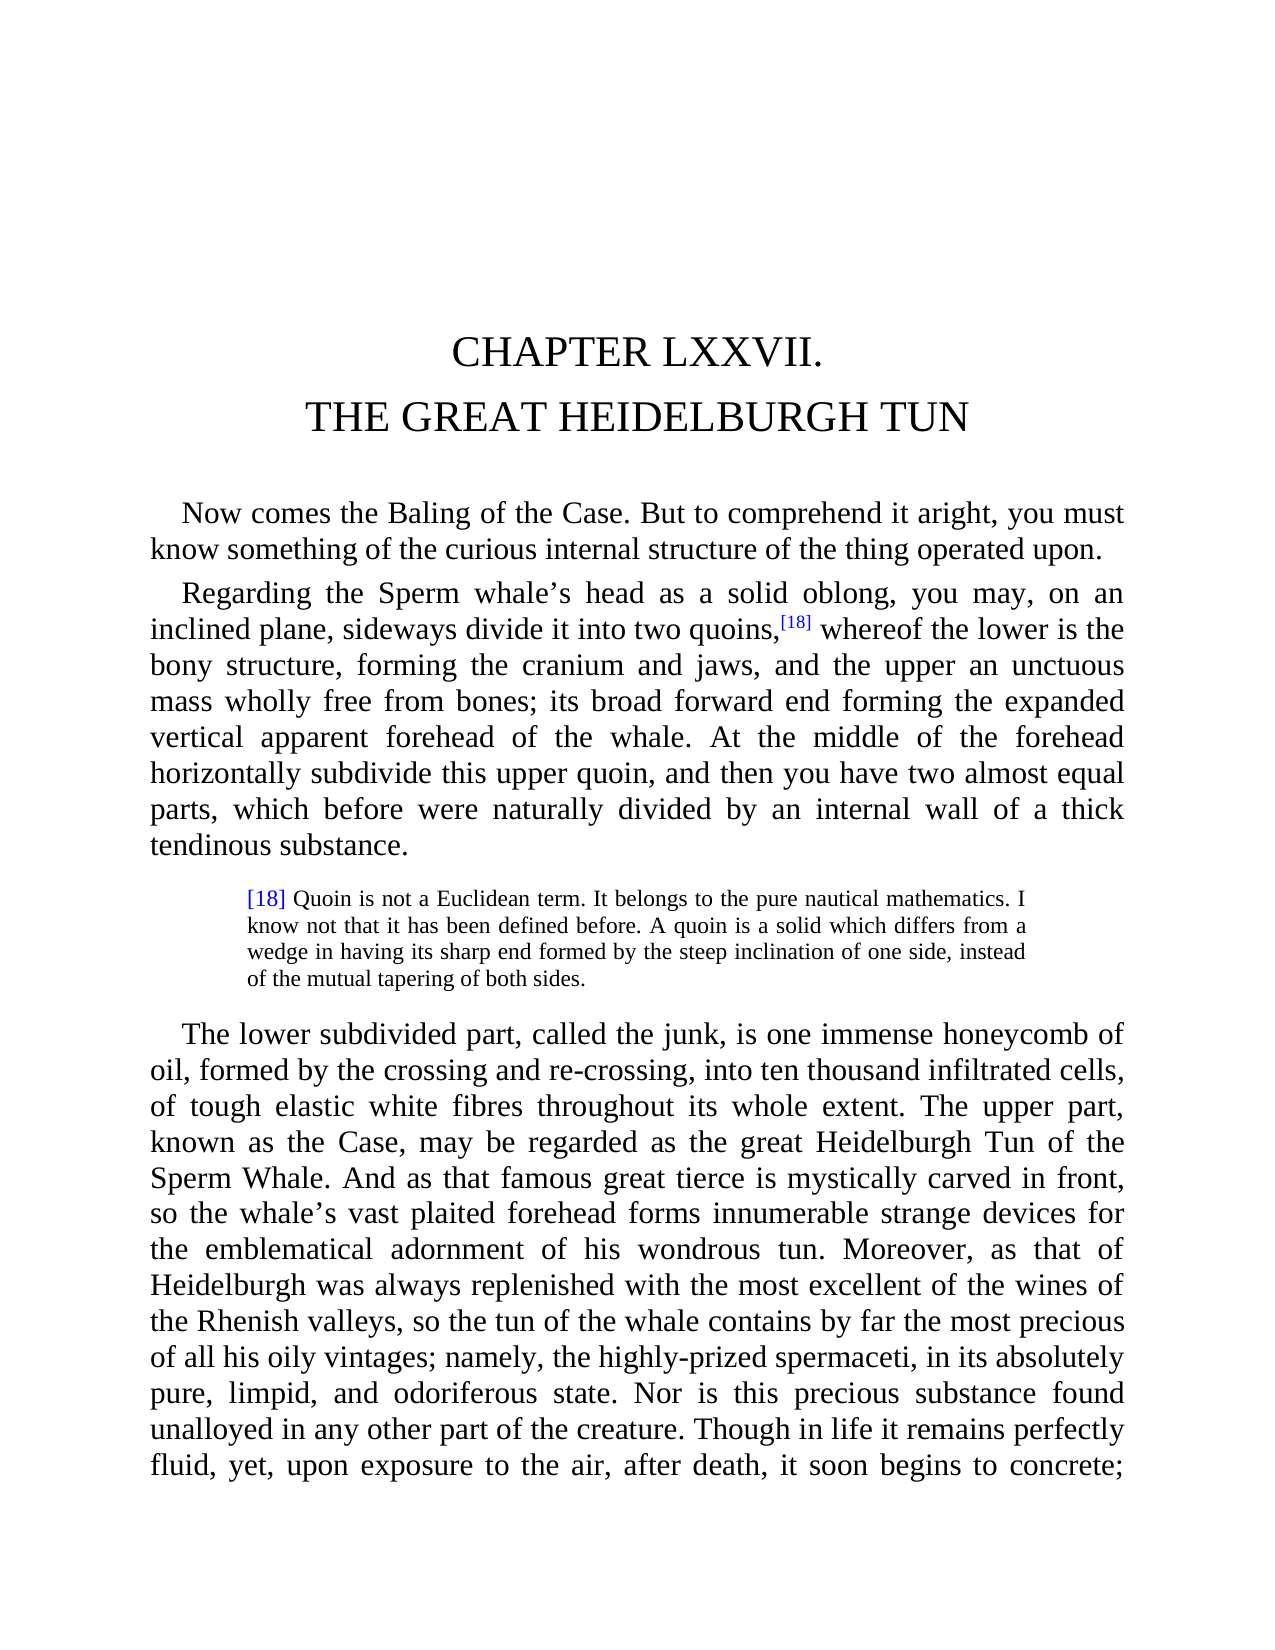 CHAPTER LXXVII.
THE GREAT HEIDELBURGH TUN
Now comes the Baling of the Case. But to comprehend it aright, you must
know something of the curious internal structure of the thing operated upon.
Regarding the Sperm whale’s head as a solid oblong, you may, on an
inclined plane, sideways divide it into two quoins,[18] whereof the lower is the
bony structure, forming the cranium and jaws, and the upper an unctuous
mass wholly free from bones; its broad forward end forming the expanded
vertical apparent forehead of the whale. At the middle of the forehead
horizontally subdivide this upper quoin, and then you have two almost equal
parts, which before were naturally divided by an internal wall of a thick
tendinous substance.
[18] Quoin is not a Euclidean term. It belongs to the pure nautical mathematics. I
know not that it has been defined before. A quoin is a solid which differs from a
wedge in having its sharp end formed by the steep inclination of one side, instead
of the mutual tapering of both sides.
The lower subdivided part, called the junk, is one immense honeycomb of
oil, formed by the crossing and re-crossing, into ten thousand infiltrated cells,
of tough elastic white fibres throughout its whole extent. The upper part,
known as the Case, may be regarded as the great Heidelburgh Tun of the
Sperm Whale. And as that famous great tierce is mystically carved in front,
so the whale’s vast plaited forehead forms innumerable strange devices for
the emblematical adornment of his wondrous tun. Moreover, as that of
Heidelburgh was always replenished with the most excellent of the wines of
the Rhenish valleys, so the tun of the whale contains by far the most precious
of all his oily vintages; namely, the highly-prized spermaceti, in its absolutely
pure, limpid, and odoriferous state. Nor is this precious substance found
unalloyed in any other part of the creature. Though in life it remains perfectly
fluid, yet, upon exposure to the air, after death, it soon begins to concrete;